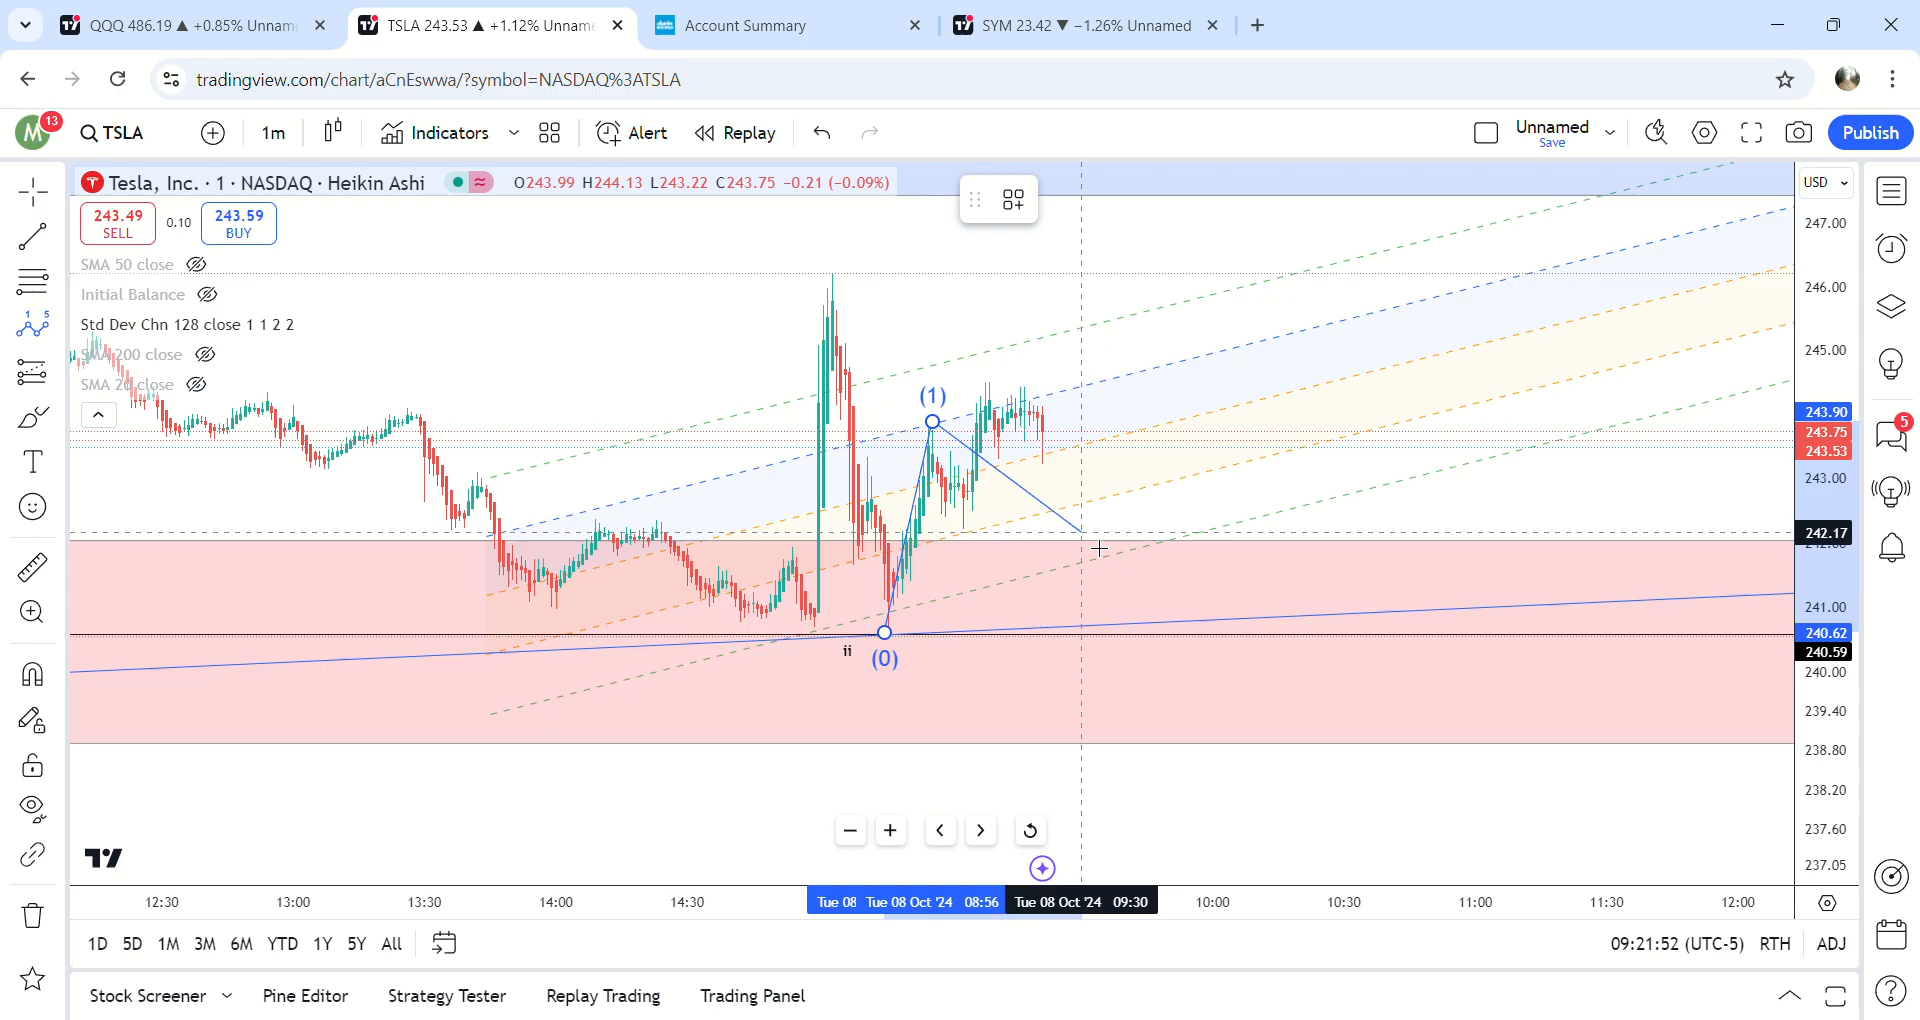 QQQ 486.19 ▲ +0.85% Unnam
TSLA 243.53 ▲ +1.12% Unname
Account Summary
SYM 23.42 ▼ −1.26% Unnamed
tradingview.com/chart/aCnEswwa/?symbol=NASDAQ%3ATSLA
M
13
TSLA
1m
Indicators
Alert
Replay
Unnamed
Save
Publish
Tesla, Inc. · 1 · NASDAQ · Heikin Ashi
O243.99 H244.13 L243.22 C243.75 −0.21 (−0.09%)
USD
243.49
SELL
0.10
243.59
BUY
SMA 50 close
Initial Balance
Std Dev Chn 128 close 1 1 2 2
SMA 200 close
SMA 20 close
1 5
(1)
ii
(0)
247.00
246.00
245.00
243.90
243.75
243.53
243.00
242.17
242.00
241.00
240.62
240.59
240.00
239.40
238.80
238.20
237.60
237.05
5
12:30
13:00
13:30
14:00
14:30
Tue 08
Tue 08 Oct '24 08:56
Tue 08 Oct '24 09:30
10:00
10:30
11:00
11:30
12:00
1D 5D 1M 3M 6M YTD 1Y 5Y All
09:21:52 (UTC-5) RTH ADJ
Stock Screener
Pine Editor
Strategy Tester
Replay Trading
Trading Panel